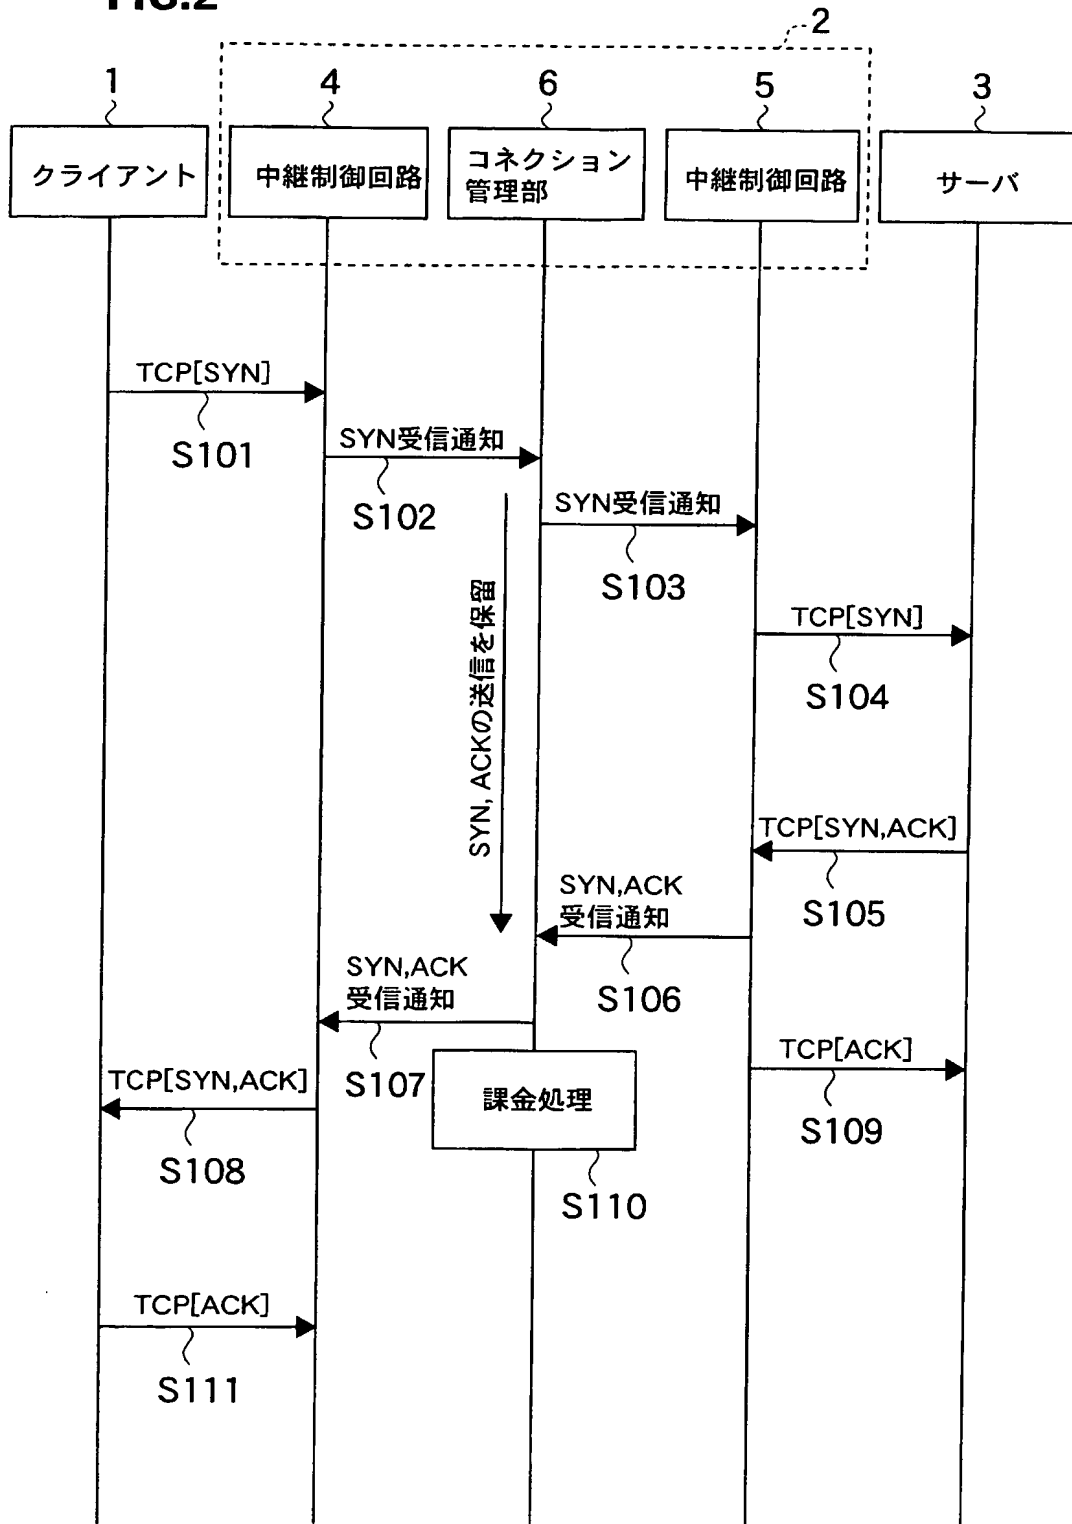 FIG.2
2
1
4
6
5
3
クライアント
中継制御回路
コネクション
管理部
中継制御回路
サーバ
TCP[SYN]
S101
SYN受信通知
S102
SYN受信通知
S103
SYN, ACKの送信を保留
TCP[SYN]
S104
TCP[SYN,ACK]
S105
SYN,ACK
受信通知
S106
SYN,ACK
受信通知
S107
TCP[SYN,ACK]
S108
TCP[ACK]
S109
課金処理
S110
TCP[ACK]
S111